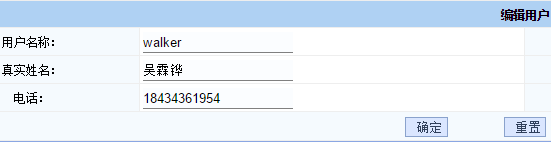 编辑用户
用户名称： walker
真实姓名： 吴霖铧
电话： 18434361954
确定 重置